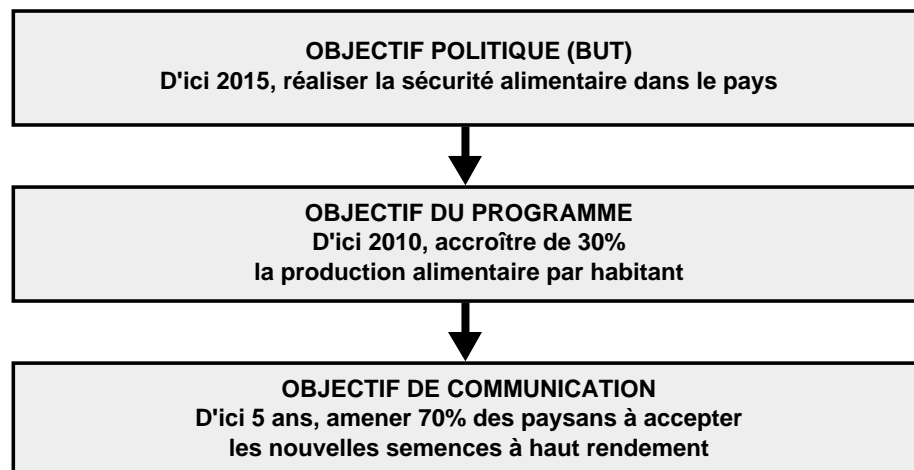 OBJECTIF POLITIQUE (BUT)
D'ici 2015, réaliser la sécurité alimentaire dans le pays
OBJECTIF DU PROGRAMME
D'ici 2010, accroître de 30%
la production alimentaire par habitant
OBJECTIF DE COMMUNICATION
D'ici 5 ans, amener 70% des paysans à accepter
les nouvelles semences à haut rendement